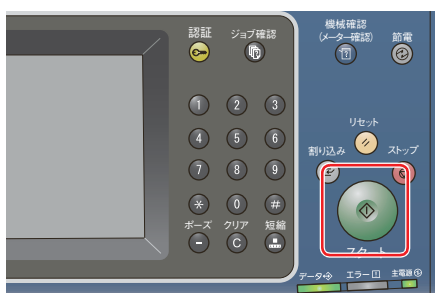 認証
ジョブ確認
機械確認
(メーター確認)
節電
1 2 3
4 5 6
7 8 9
＊ 0 #
ポーズ
クリア
短縮
C
リセット
割り込み
ストップ
スタート
データ
エラー
主電源